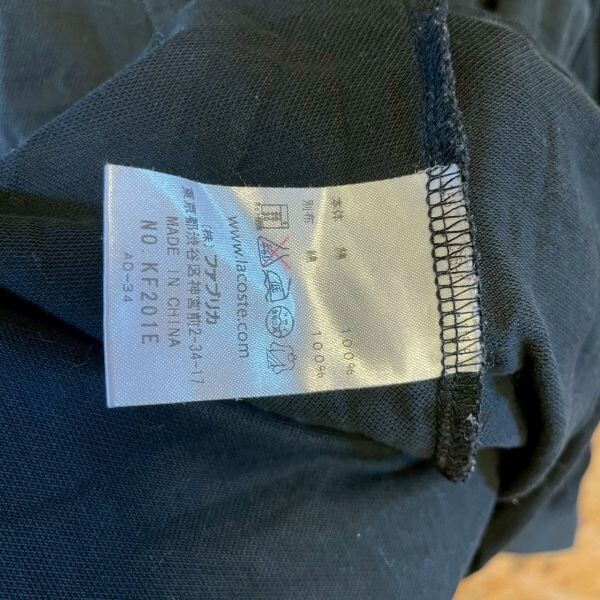 本体 綿 100%
別布 綿 100%
www.lacoste.com
(株)ファブリカ
東京都渋谷区神宮前2-34-17
MADE IN CHINA
NO KF201E
AD-34